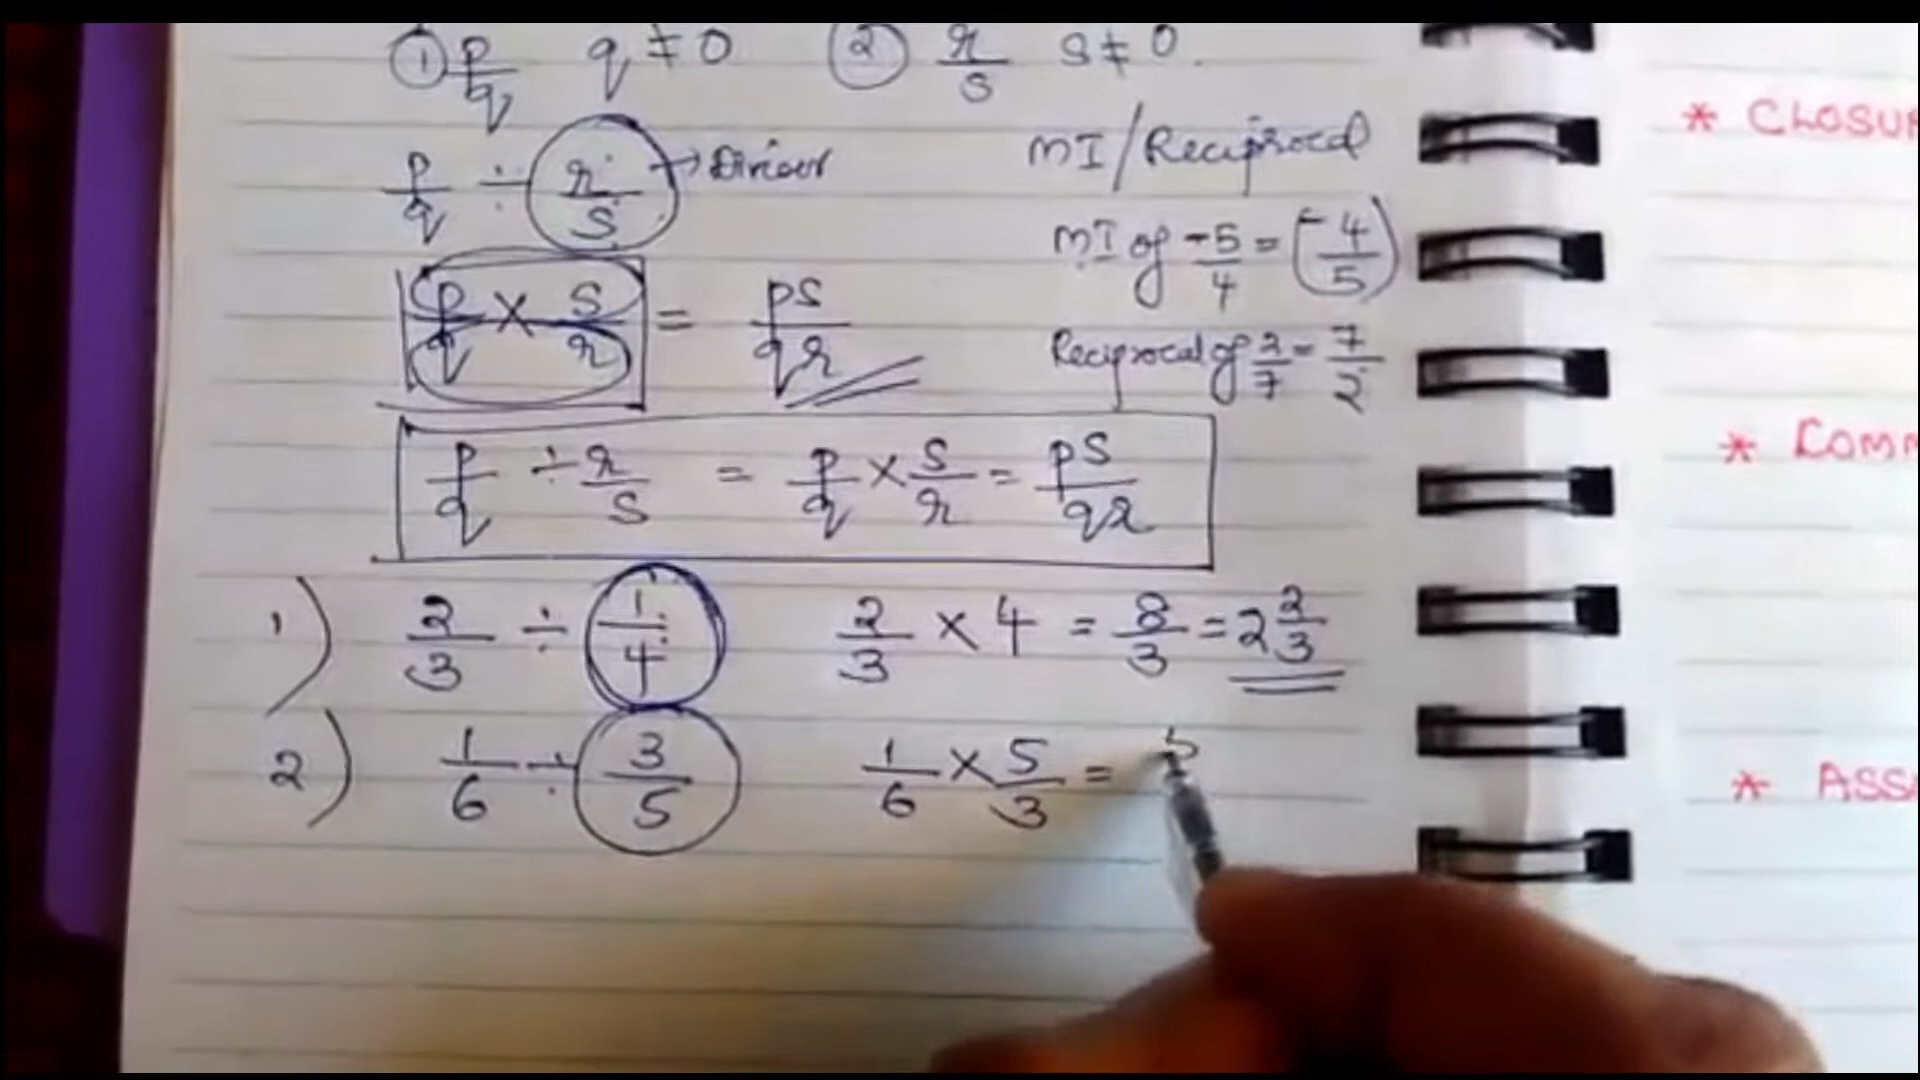 ① p/q q ≠ 0 ② r/s s ≠ 0.
p/q ÷ r/s → Divisor
MI/Reciprocal
p/q × s/r = ps/qr
MI of -5/4 = (-4/5)
Reciprocal of 2/7 = 7/2
p/q ÷ r/s = p/q × s/r = ps/qr
1) 2/3 ÷ 1/4 2/3 × 4 = 8/3 = 2 2/3
2) 1/6 ÷ 3/5 1/6 × 5/3 = 5
* CLOSUR
* COMM
* ASS